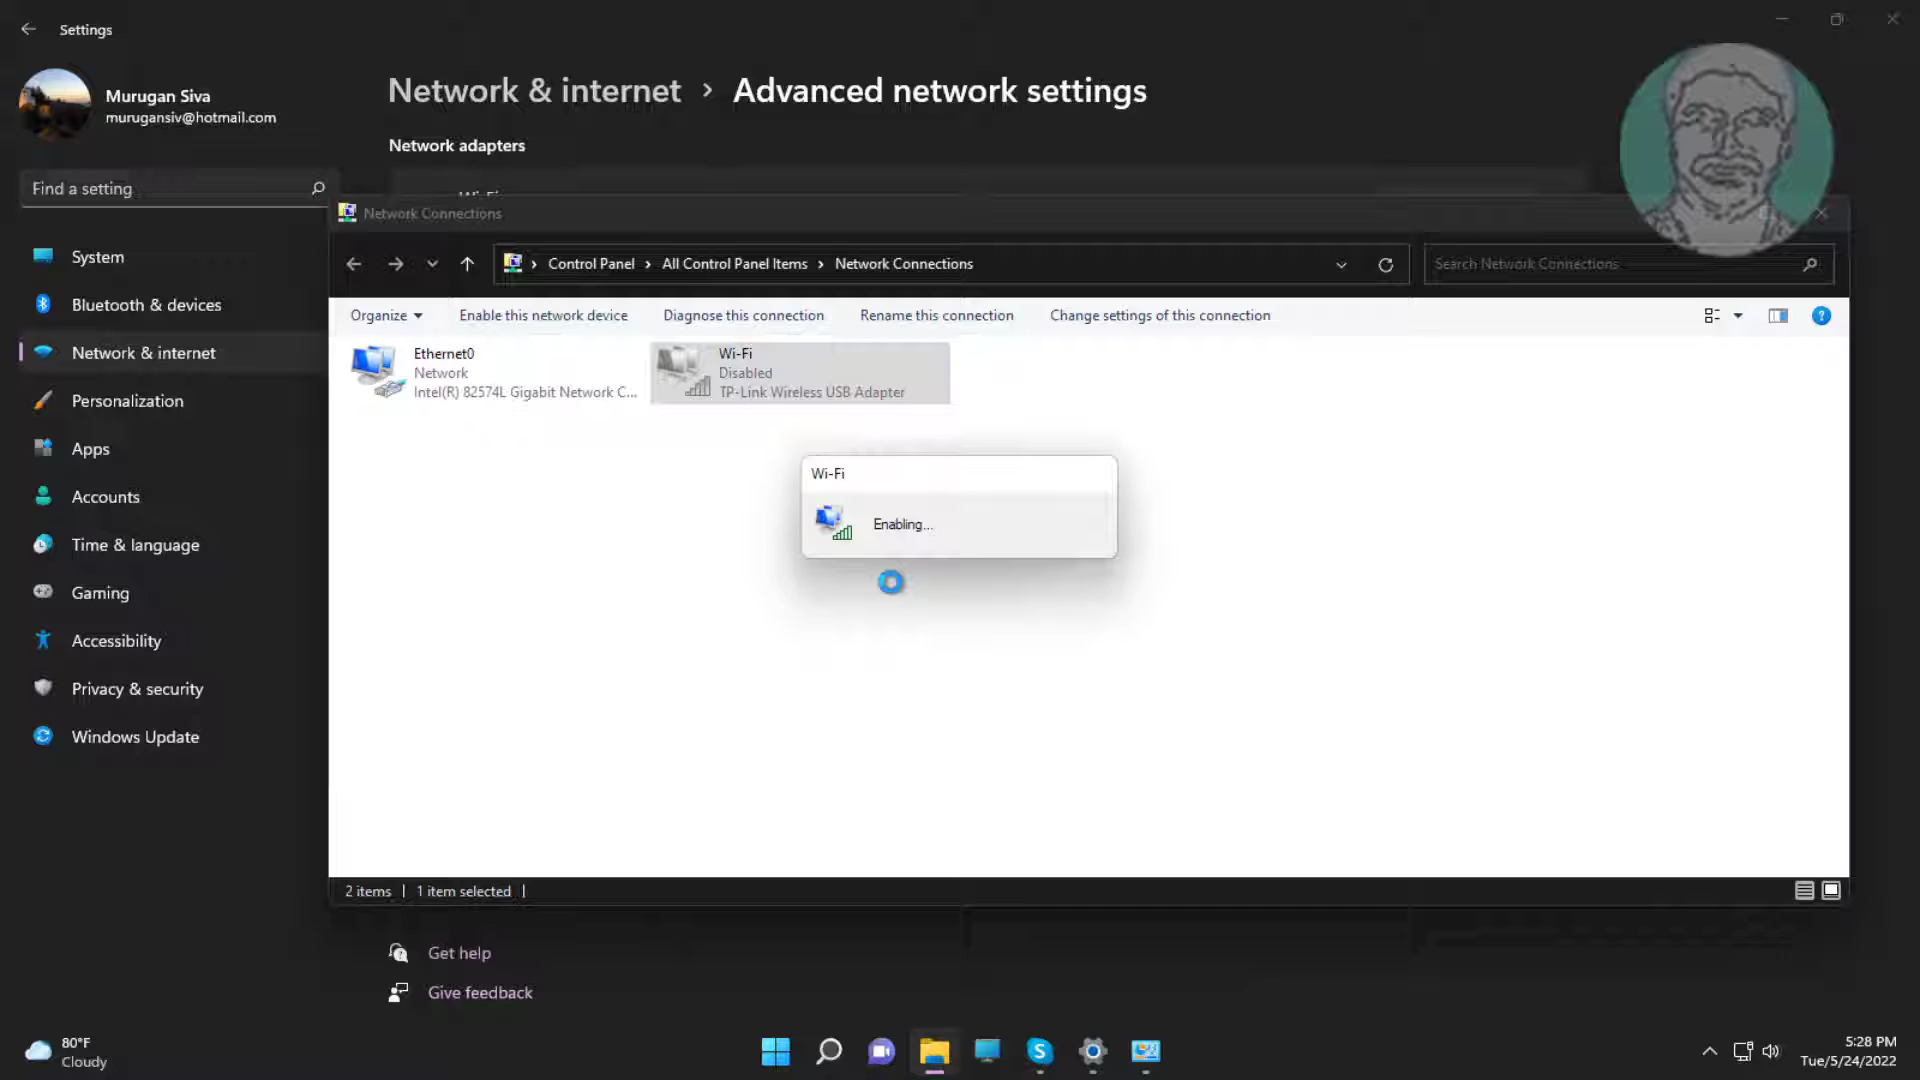 Settings
Murugan Siva
murugansiv@hotmail.com
Find a setting
System
Bluetooth & devices
Network & internet
Personalization
Apps
Accounts
Time & language
Gaming
Accessibility
Privacy & security
Windows Update
Network & internet › Advanced network settings
Network adapters
Wi-Fi
Network Connections
Control Panel › All Control Panel Items › Network Connections
Search Network Connections
Organize Enable this network device Diagnose this connection Rename this connection Change settings of this connection
Ethernet0
Network
Intel(R) 82574L Gigabit Network C...
Wi-Fi
Disabled
TP-Link Wireless USB Adapter
Wi-Fi
Enabling...
2 items | 1 item selected |
Get help
Give feedback
80°F
Cloudy
5:28 PM
Tue/5/24/2022